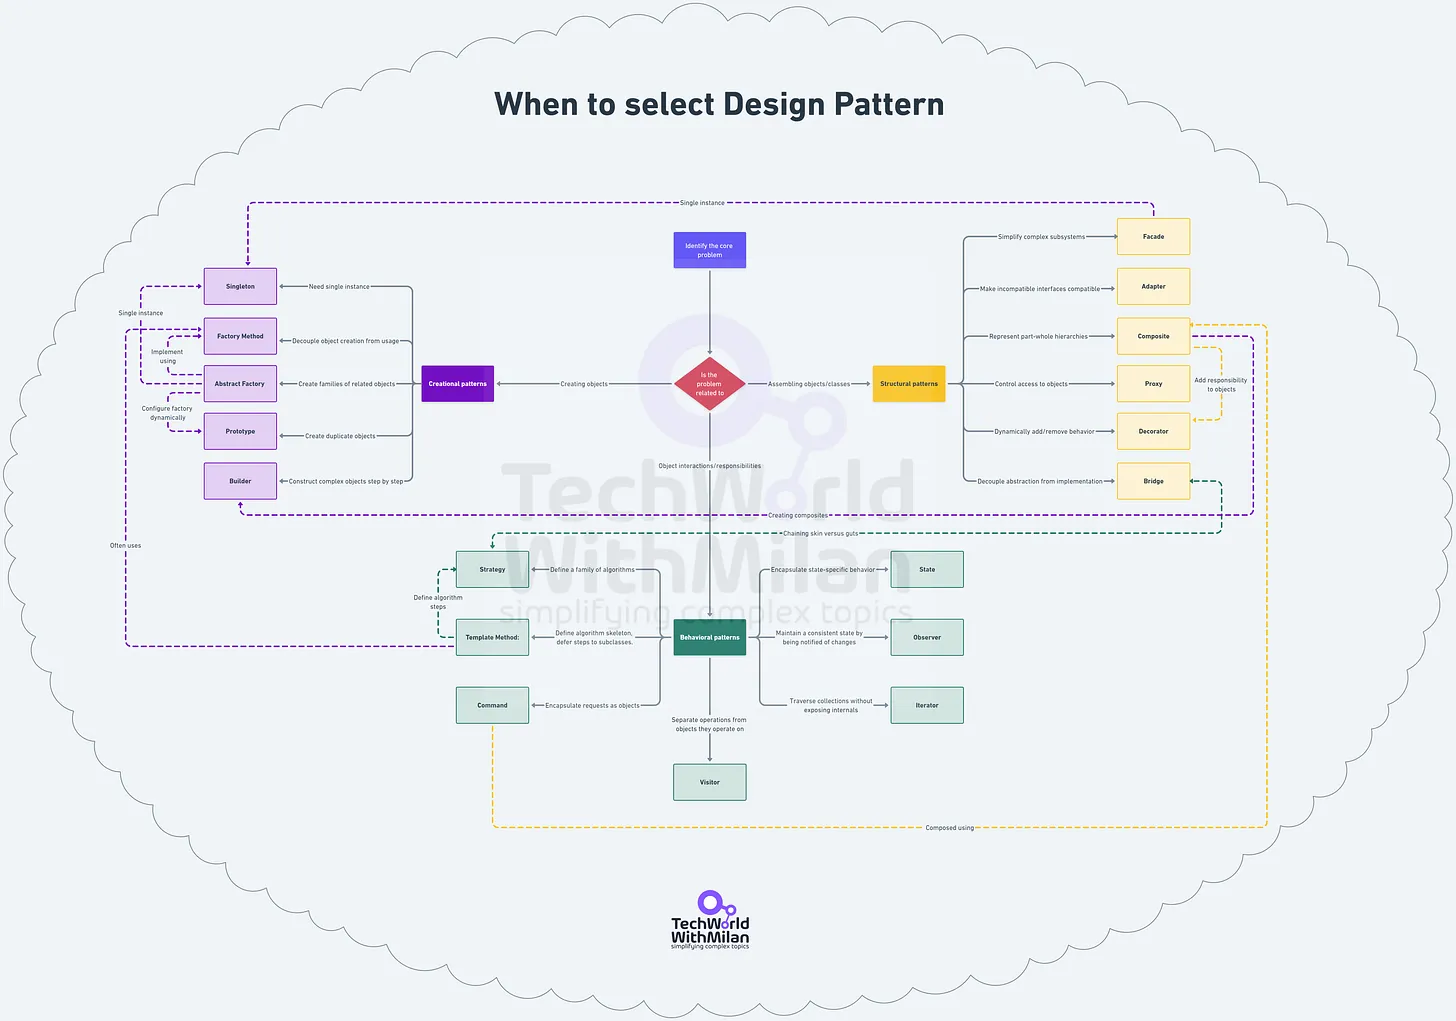 When to select Design Pattern
Single instance
Identify the core
problem
Facade
Simplify complex subsystems
Singleton
Need single instance
Adapter
Make incompatible interfaces compatible
Single instance
Factory Method
Decouple object creation from usage
Implement
using
Represent part-whole hierarchies
Composite
Abstract Factory
Create families of related objects
Creational patterns
Creating objects
Is the
problem
related to
Assembling objects/classes
Structural patterns
Control access to objects
Proxy
Add responsibility
to objects
Configure factory
dynamically
Prototype
Create duplicate objects
Dynamically add/remove behavior
Decorator
Object interactions/responsibilities
Builder
Construct complex objects step by step
Decouple abstraction from implementation
Bridge
Creating composites
Chaining skin versus guts
Often uses
TechWorld
WithMilan
simplifying complex topics
Strategy
Define a family of algorithms
Encapsulate state-specific behavior
State
Define algorithm
steps
Template Method:
Define algorithm skeleton,
defer steps to subclasses.
Behavioral patterns
Maintain a consistent state by
being notified of changes
Observer
Command
Encapsulate requests as objects
Traverse collections without
exposing internals
Iterator
Separate operations from
objects they operate on
Visitor
Composed using
TechWorld
WithMilan
simplifying complex topics